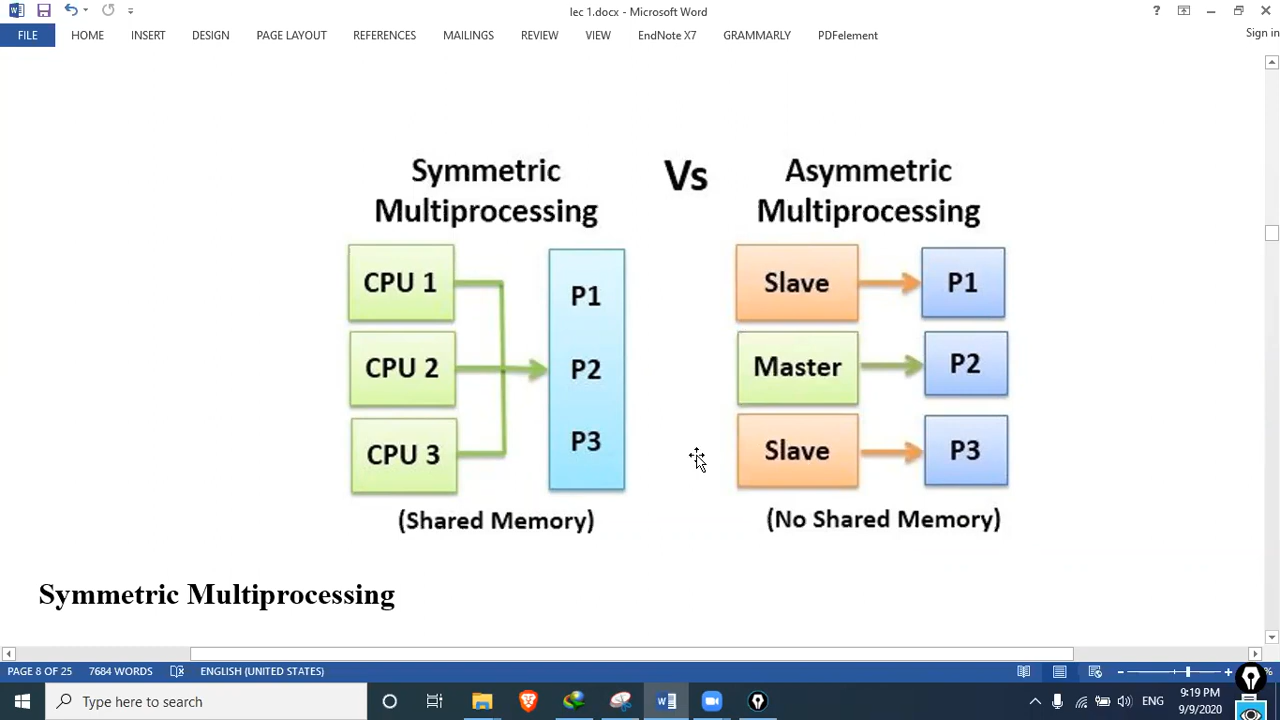 lec 1.docx - Microsoft Word
?
FILE HOME INSERT DESIGN PAGE LAYOUT REFERENCES MAILINGS REVIEW VIEW EndNote X7 GRAMMARLY PDFelement Sign in
Symmetric
Multiprocessing
Vs
Asymmetric
Multiprocessing
CPU 1
CPU 2
CPU 3
P1
P2
P3
(Shared Memory)
Slave
P1
Master
P2
Slave
P3
(No Shared Memory)
Symmetric Multiprocessing
PAGE 8 OF 25 7684 WORDS ENGLISH (UNITED STATES)
Type here to search
ENG
9:19 PM
9/9/2020